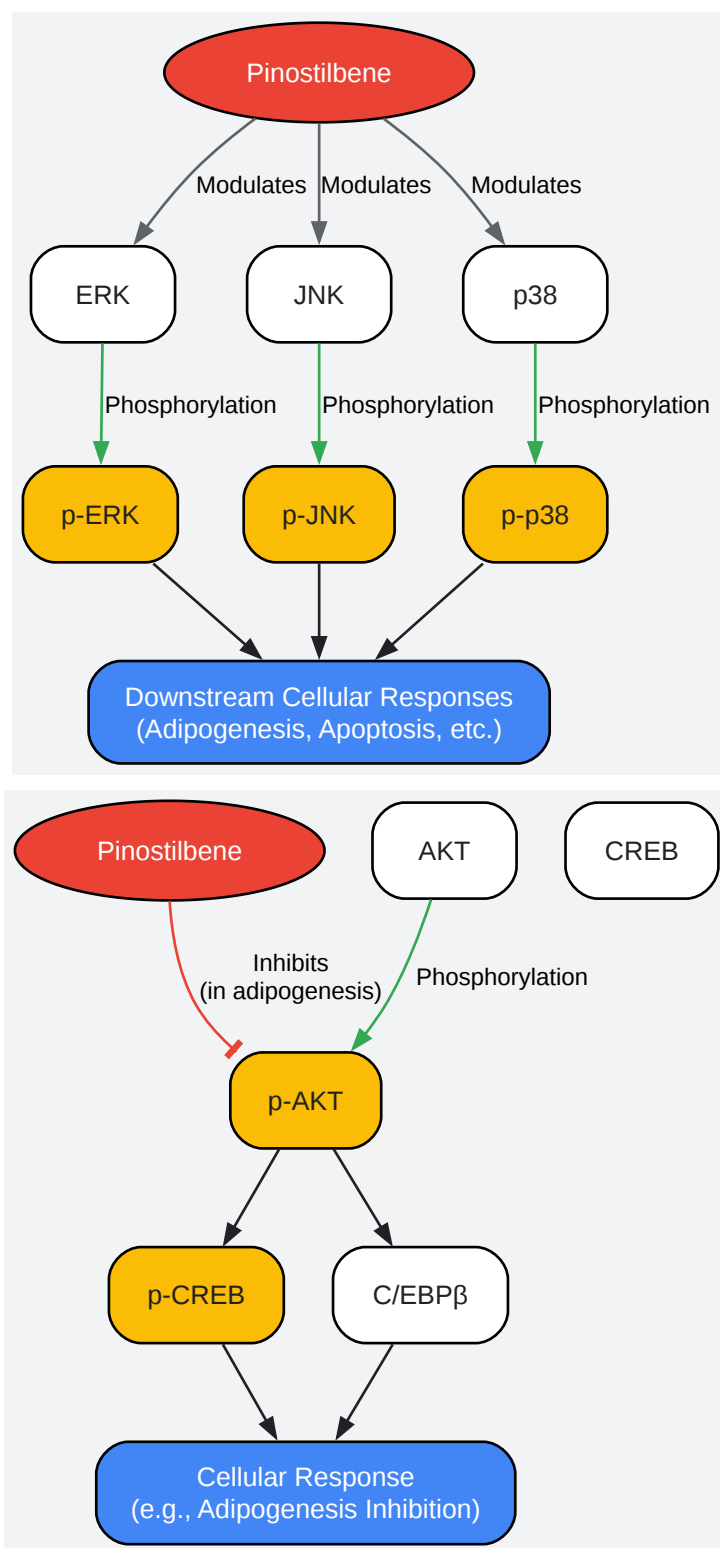 Pinostilbene
Modulates
Modulates
Modulates
ERK
JNK
p38
Phosphorylation
Phosphorylation
Phosphorylation
p-ERK
p-JNK
p-p38
Downstream Cellular Responses
(Adipogenesis, Apoptosis, etc.)
Pinostilbene
AKT
CREB
Inhibits
(in adipogenesis)
Phosphorylation
p-AKT
p-CREB
C/EBPβ
Cellular Response
(e.g., Adipogenesis Inhibition)